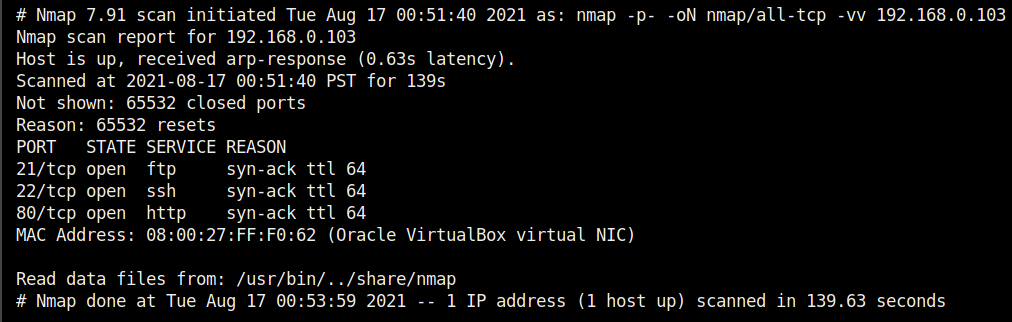 # Nmap 7.91 scan initiated Tue Aug 17 00:51:40 2021 as: nmap -p- -oN nmap/all-tcp -vv 192.168.0.103
Nmap scan report for 192.168.0.103
Host is up, received arp-response (0.63s latency).
Scanned at 2021-08-17 00:51:40 PST for 139s
Not shown: 65532 closed ports
Reason: 65532 resets
PORT   STATE SERVICE REASON
21/tcp open  ftp     syn-ack ttl 64
22/tcp open  ssh     syn-ack ttl 64
80/tcp open  http    syn-ack ttl 64
MAC Address: 08:00:27:FF:F0:62 (Oracle VirtualBox virtual NIC)
Read data files from: /usr/bin/../share/nmap
# Nmap done at Tue Aug 17 00:53:59 2021 -- 1 IP address (1 host up) scanned in 139.63 seconds